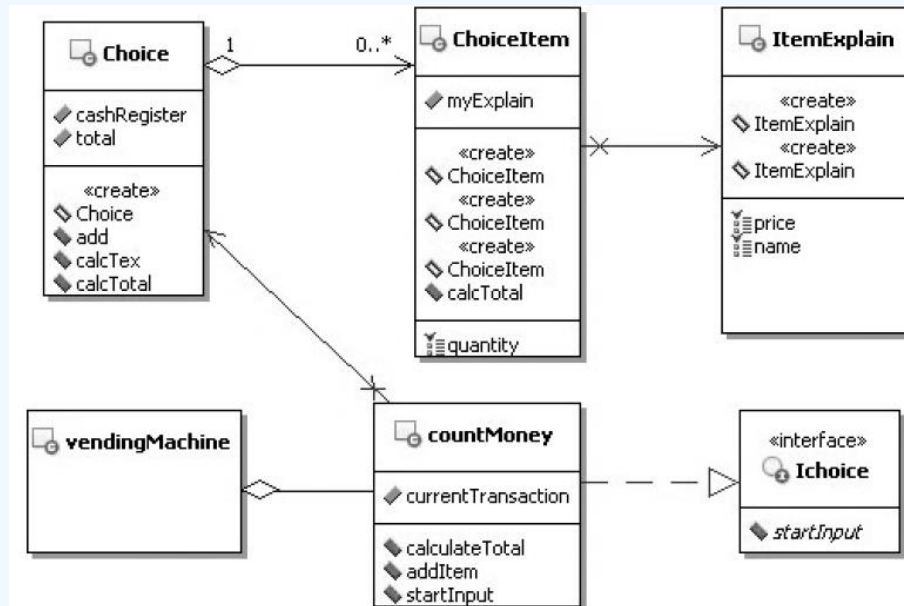 Choice
cashRegister
total
«create»
Choice
add
calcTex
calcTotal
1
0..*
ChoiceItem
myExplain
«create»
ChoiceItem
«create»
ChoiceItem
«create»
ChoiceItem
calcTotal
quantity
ItemExplain
«create»
ItemExplain
«create»
ItemExplain
price
name
vendingMachine
countMoney
currentTransaction
calculateTotal
addItem
startInput
«interface»
Ichoice
startInput